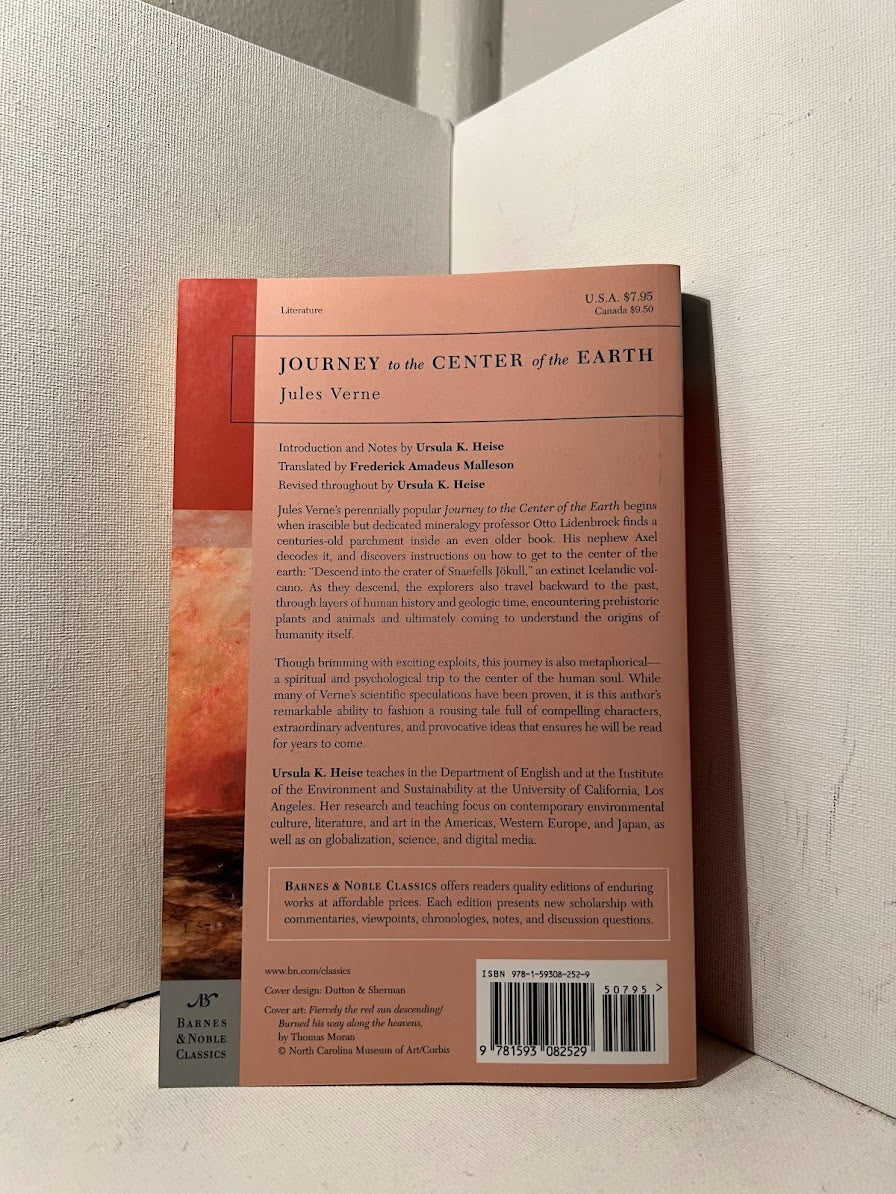 Literature
U.S.A. $7.95
Canada $9.50
JOURNEY to the CENTER of the EARTH
Jules Verne
Introduction and Notes by Ursula K. Heise
Translated by Frederick Amadeus Malleson
Revised throughout by Ursula K. Heise
Jules Verne's perennially popular Journey to the Center of the Earth begins
when irascible but dedicated mineralogy professor Otto Lidenbrock finds a
centuries-old parchment inside an even older book. His nephew Axel
decodes it, and discovers instructions on how to get to the center of the
earth: "Descend into the crater of Snaefells Jökull," an extinct Icelandic vol-
cano. As they descend, the explorers also travel backward to the past,
through layers of human history and geologic time, encountering prehistoric
plants and animals and ultimately coming to understand the origins of
humanity itself.
Though brimming with exciting exploits, this journey is also metaphorical—
a spiritual and psychological trip to the center of the human soul. While
many of Verne's scientific speculations have been proven, it is this author's
remarkable ability to fashion a rousing tale full of compelling characters,
extraordinary adventures, and provocative ideas that ensures he will be read
for years to come.
Ursula K. Heise teaches in the Department of English and at the Institute
of the Environment and Sustainability at the University of California, Los
Angeles. Her research and teaching focus on contemporary environmental
culture, literature, and art in the Americas, Western Europe, and Japan, as
well as on globalization, science, and digital media.
BARNES & NOBLE CLASSICS offers readers quality editions of enduring
works at affordable prices. Each edition presents new scholarship with
commentaries, viewpoints, chronologies, notes, and discussion questions.
www.bn.com/classics
Cover design: Dutton & Sherman
Cover art: Fiercely the red sun descending/
Burned his way along the heavens,
by Thomas Moran
© North Carolina Museum of Art/Corbis
ISBN 978-1-59308-252-9
50795 >
9 781593 082529
BARNES
& NOBLE
CLASSICS